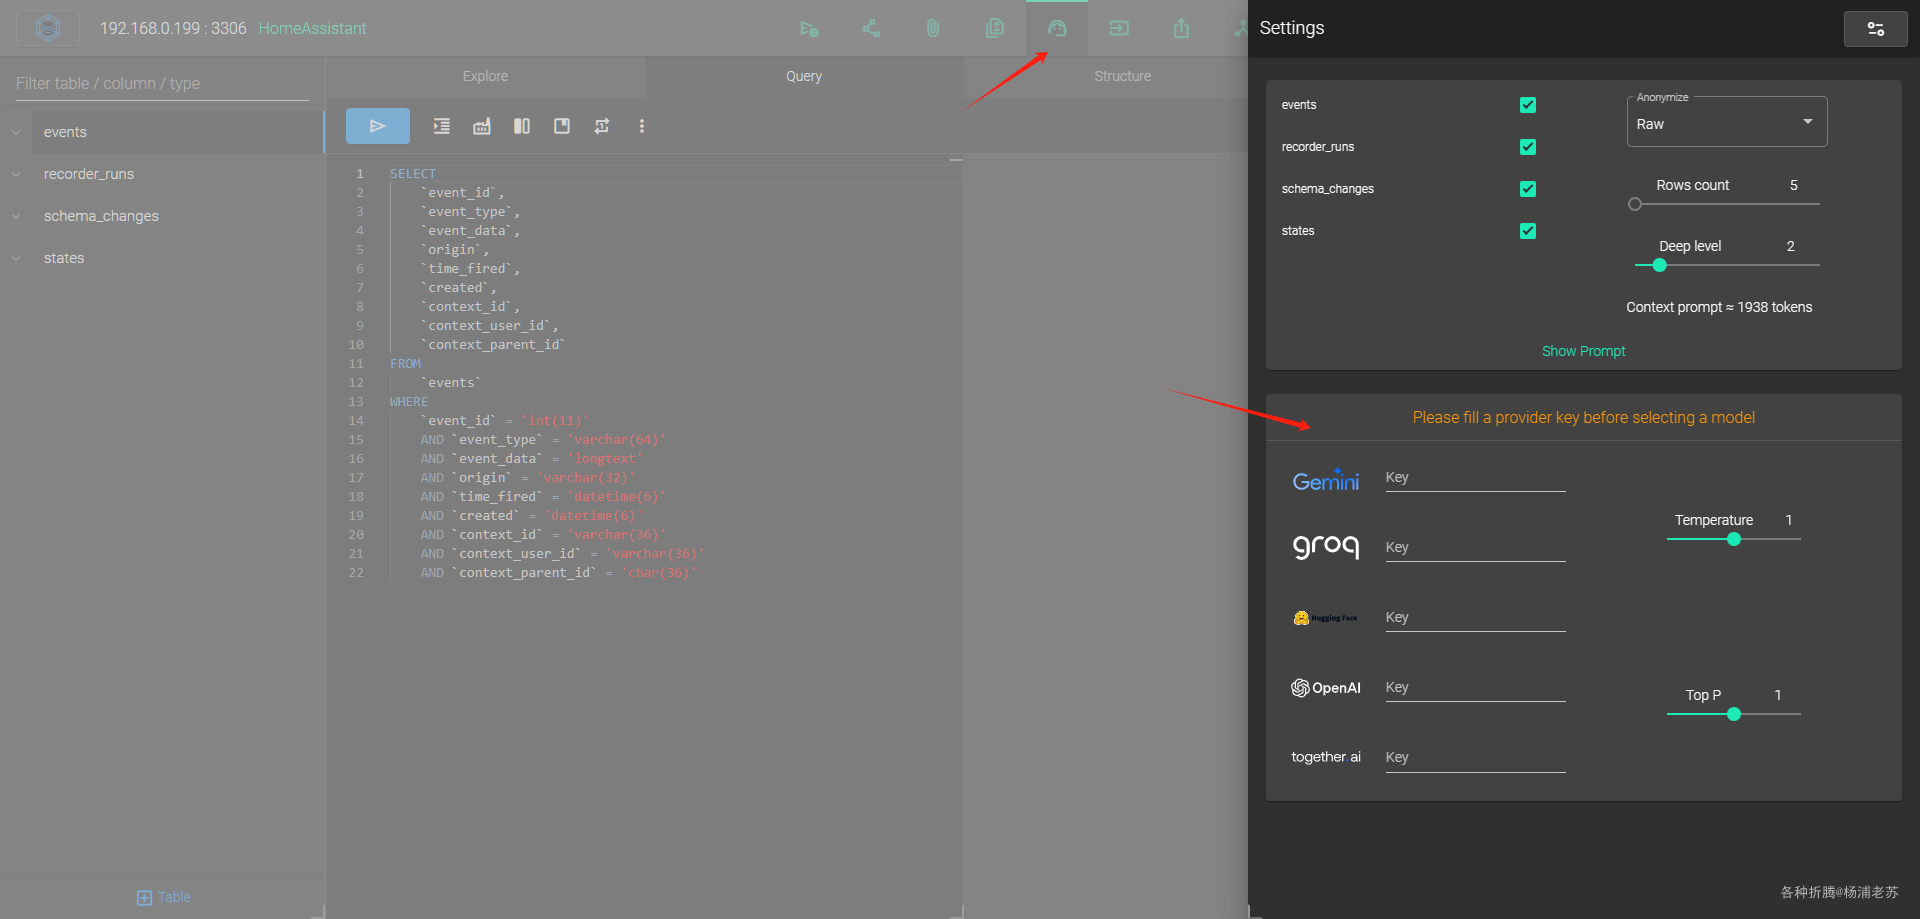 192.168.0.199 : 3306 HomeAssistant
Filter table / column / type
events
recorder_runs
schema_changes
states
Table
Explore
Query
Structure
1 SELECT
2 `event_id`,
3 `event_type`,
4 `event_data`,
5 `origin`,
6 `time_fired`,
7 `created`,
8 `context_id`,
9 `context_user_id`,
10 `context_parent_id`
11 FROM
12 `events`
13 WHERE
14 `event_id` = 'int(11)'
15 AND `event_type` = 'varchar(64)'
16 AND `event_data` = 'longtext'
17 AND `origin` = 'varchar(32)'
18 AND `time_fired` = 'datetime(6)'
19 AND `created` = 'datetime(6)'
20 AND `context_id` = 'varchar(36)'
21 AND `context_user_id` = 'varchar(36)'
22 AND `context_parent_id` = 'char(36)'
Settings
events
recorder_runs
schema_changes
states
Anonymize
Raw
Rows count 5
Deep level 2
Context prompt ≈ 1938 tokens
Show Prompt
Please fill a provider key before selecting a model
Gemini Key
groq Key
Hugging Face Key
OpenAI Key
together.ai Key
Temperature 1
Top P 1
各种折腾@杨浦老苏